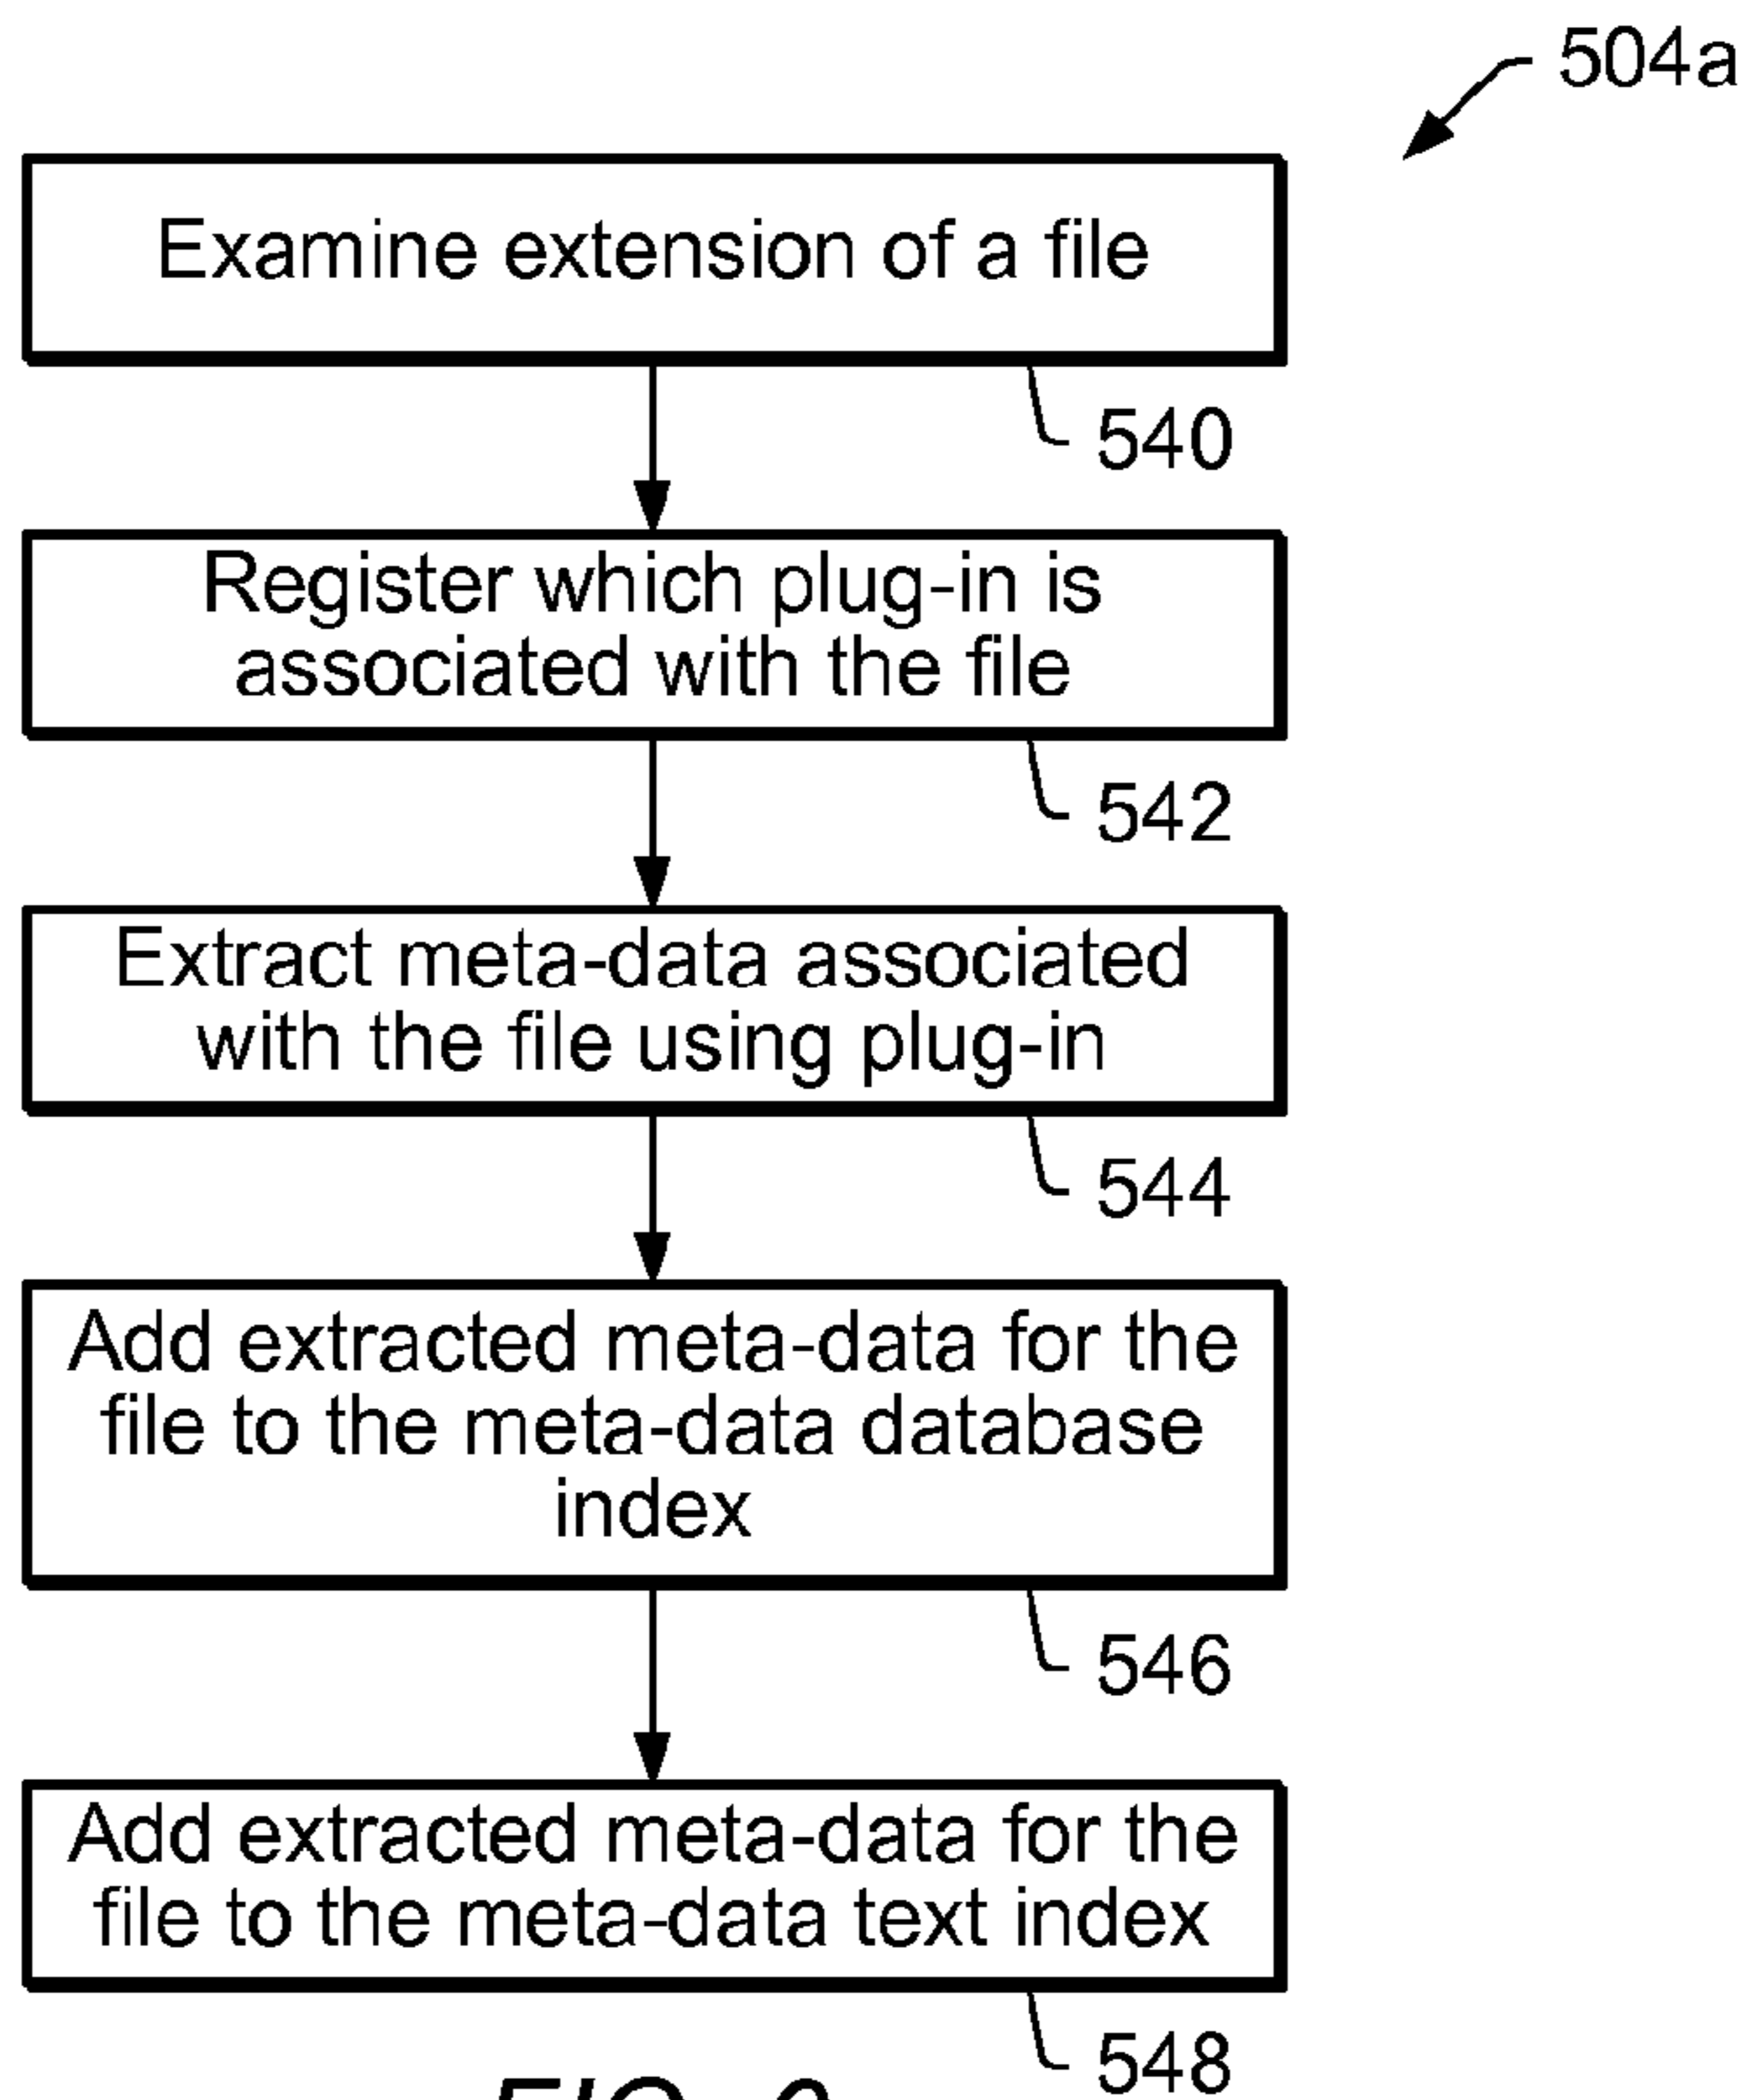 504a
Examine extension of a file
540
Register which plug-in is
associated with the file
542
Extract meta-data associated
with the file using plug-in
544
Add extracted meta-data for the
file to the meta-data database
index
546
Add extracted meta-data for the
file to the meta-data text index
548
FIG.